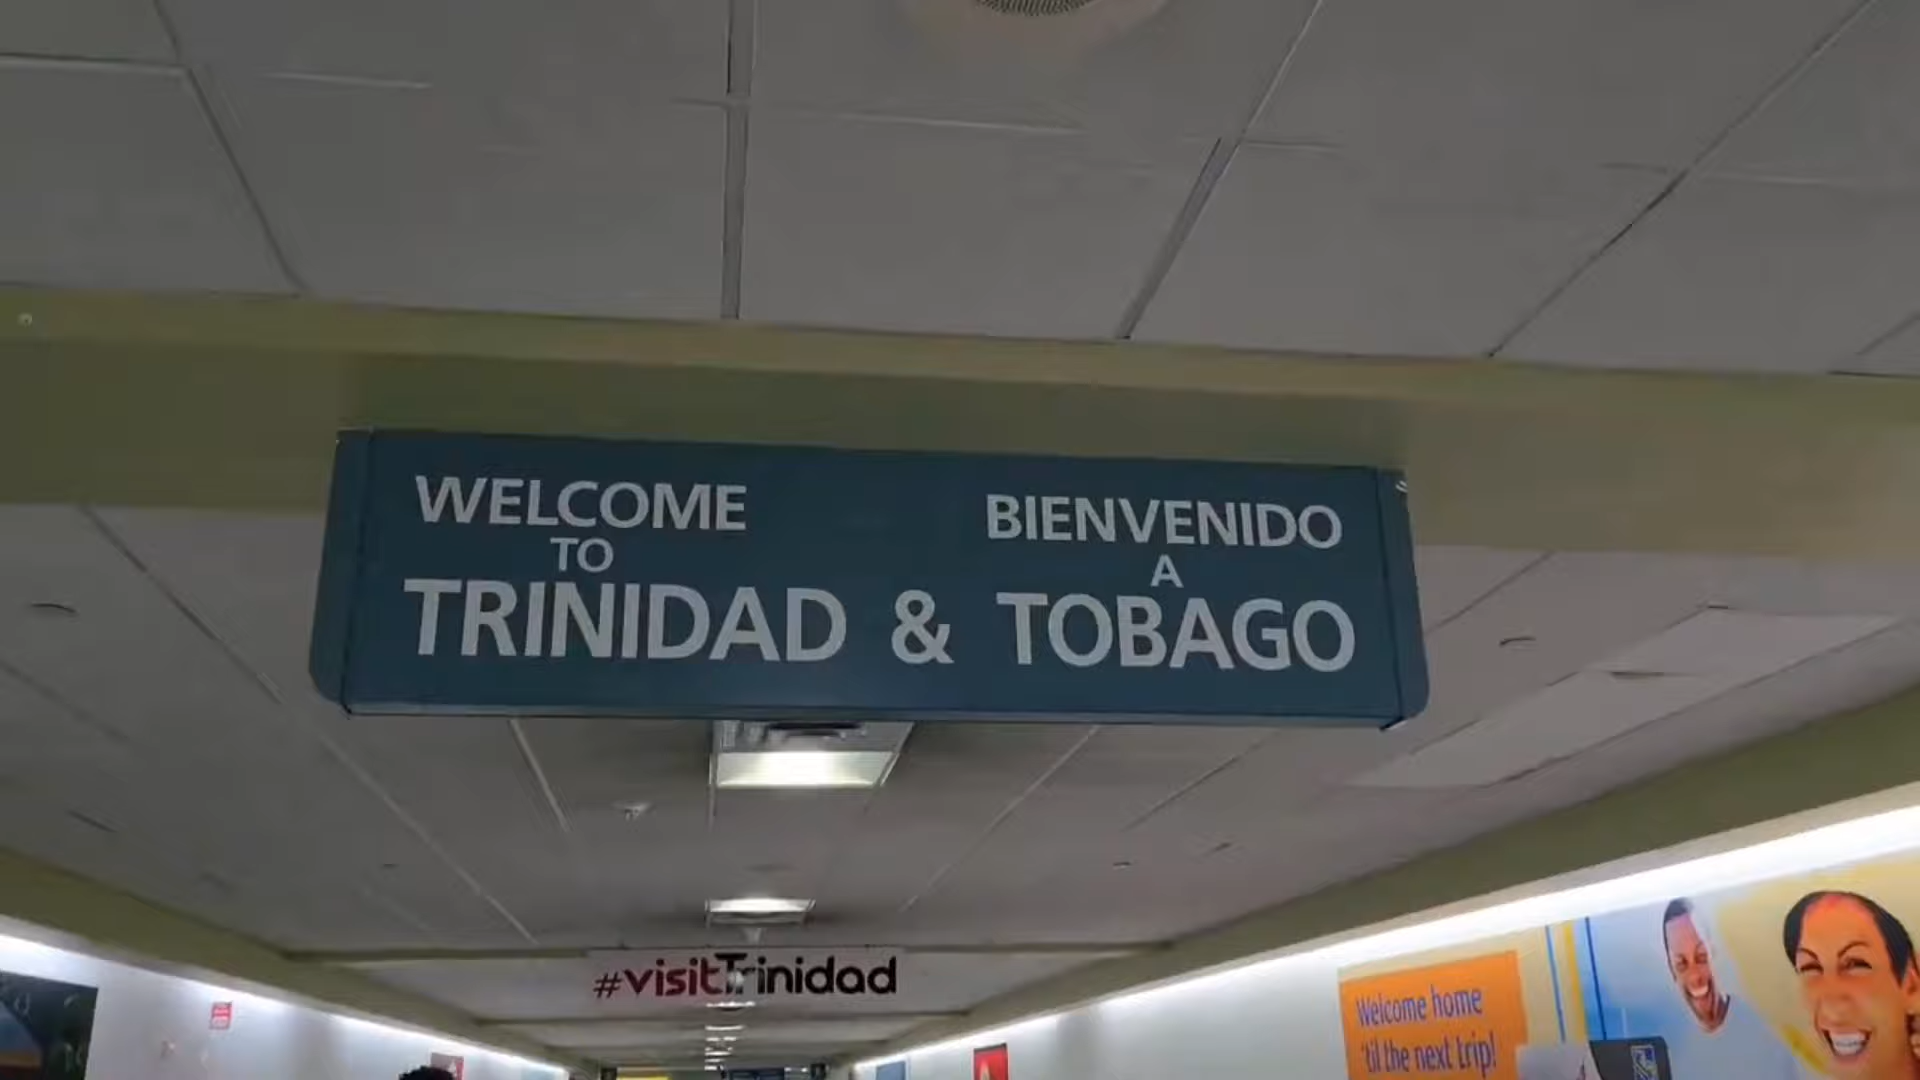 WELCOME
TO
BIENVENIDO
A
TRINIDAD & TOBAGO
#visitTrinidad
Welcome home
'til the next trip!